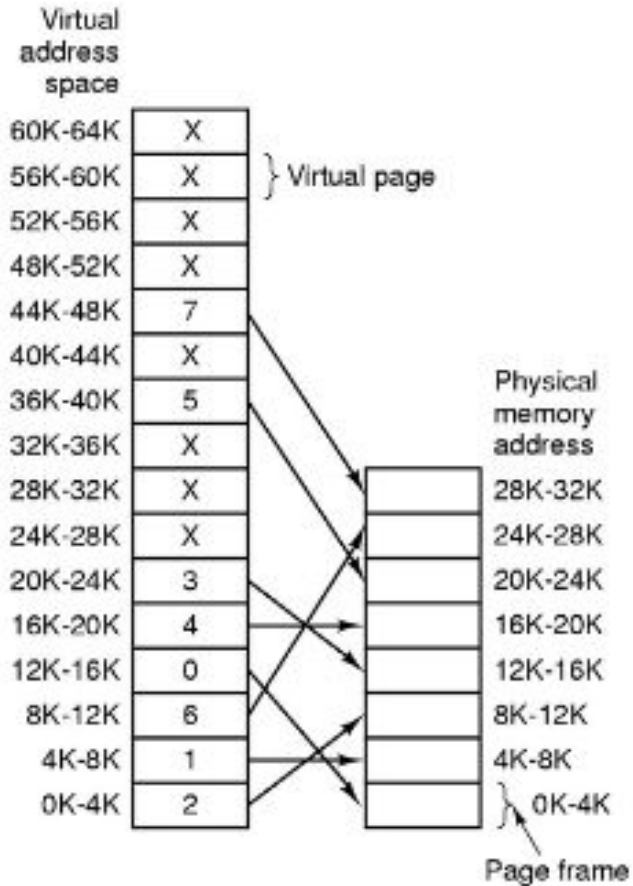 Virtual
address
space
60K-64K X
56K-60K X Virtual page
52K-56K X
48K-52K X
44K-48K 7
40K-44K X
36K-40K 5
32K-36K X
28K-32K X
24K-28K X
20K-24K 3
16K-20K 4
12K-16K 0
8K-12K 6
4K-8K 1
0K-4K 2
Physical
memory
address
28K-32K
24K-28K
20K-24K
16K-20K
12K-16K
8K-12K
4K-8K
0K-4K
Page frame